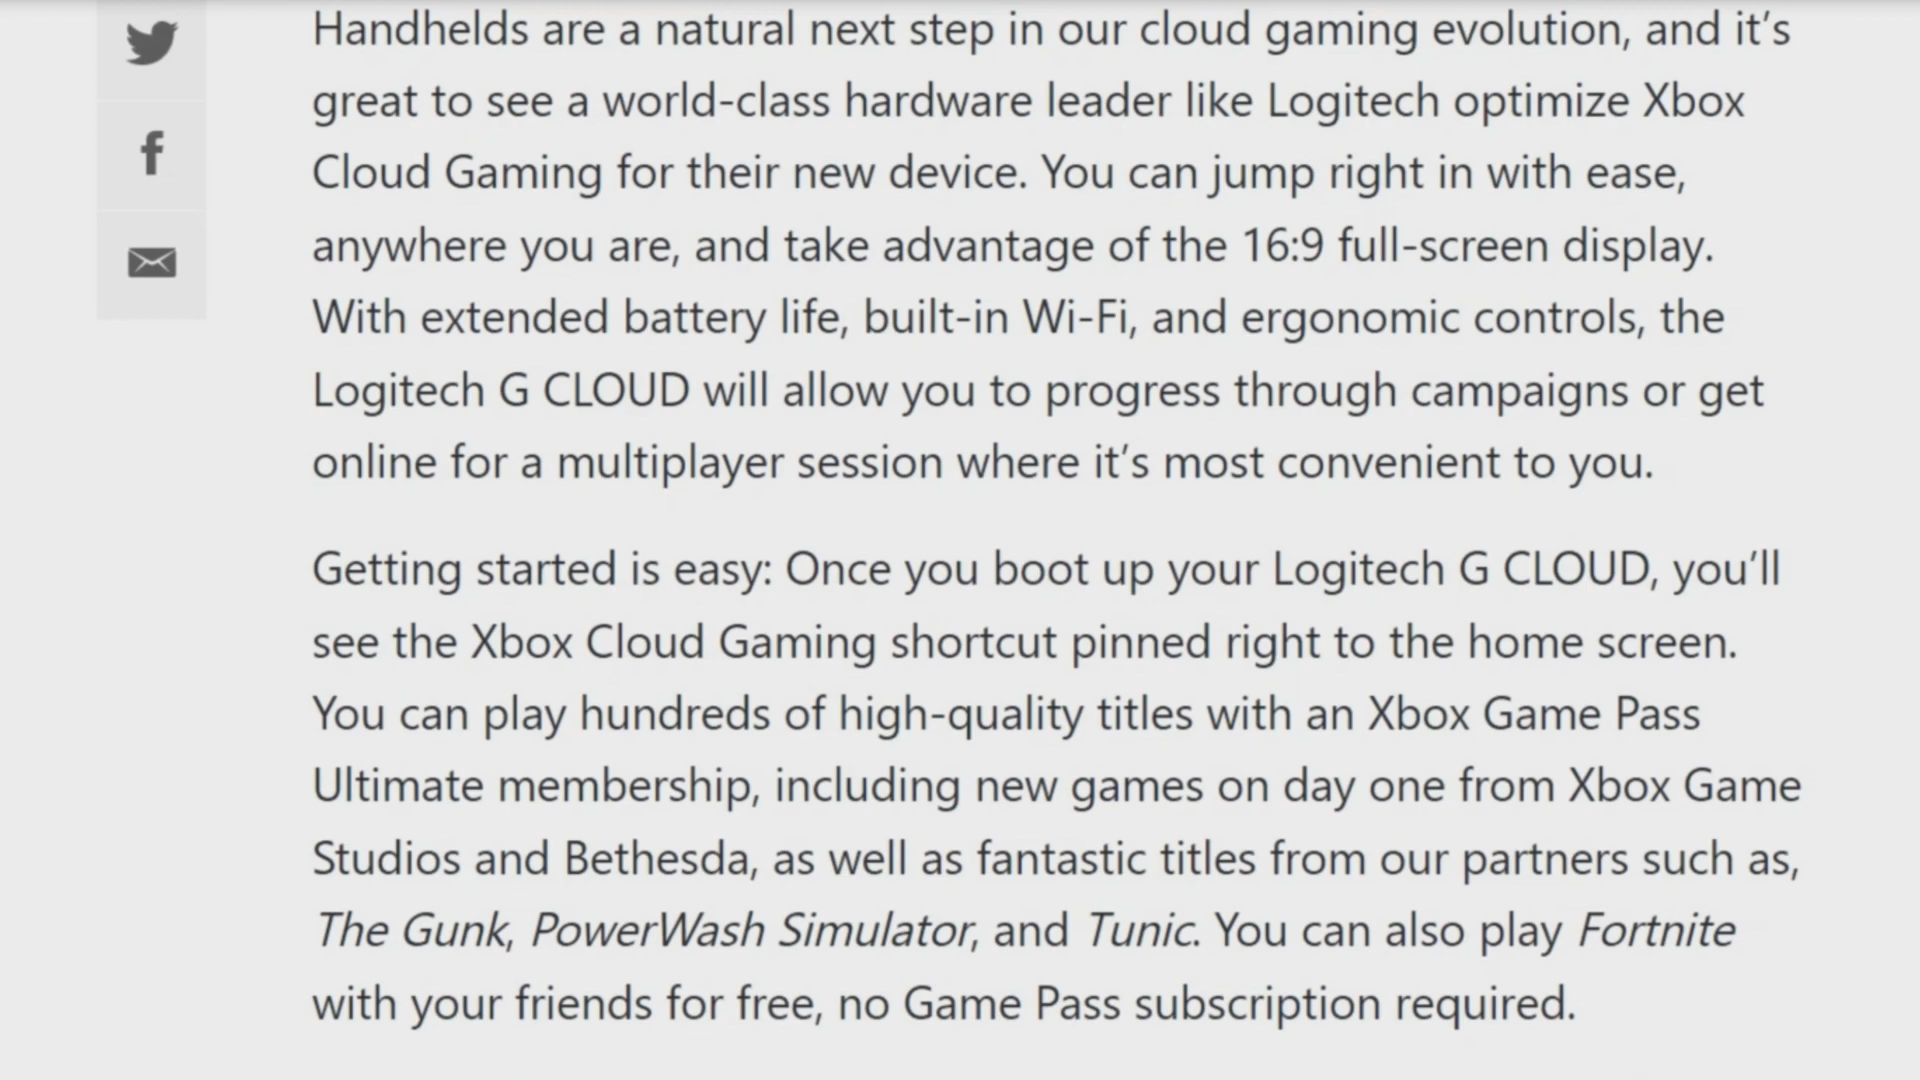 Handhelds are a natural next step in our cloud gaming evolution, and it’s
great to see a world-class hardware leader like Logitech optimize Xbox
Cloud Gaming for their new device. You can jump right in with ease,
anywhere you are, and take advantage of the 16:9 full-screen display.
With extended battery life, built-in Wi-Fi, and ergonomic controls, the
Logitech G CLOUD will allow you to progress through campaigns or get
online for a multiplayer session where it’s most convenient to you.
Getting started is easy: Once you boot up your Logitech G CLOUD, you’ll
see the Xbox Cloud Gaming shortcut pinned right to the home screen.
You can play hundreds of high-quality titles with an Xbox Game Pass
Ultimate membership, including new games on day one from Xbox Game
Studios and Bethesda, as well as fantastic titles from our partners such as,
The Gunk, PowerWash Simulator, and Tunic. You can also play Fortnite
with your friends for free, no Game Pass subscription required.